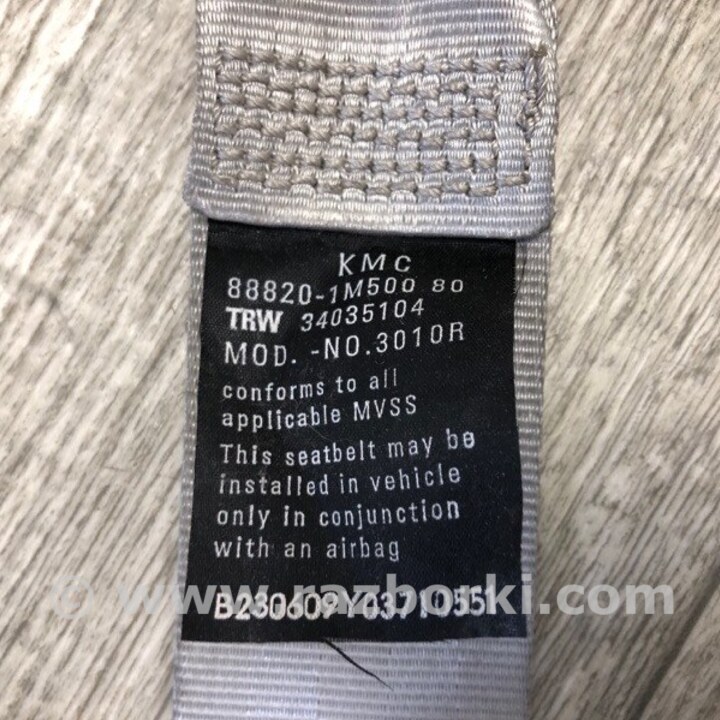 KMC
88820-1M500 80
TRW 34035104
MOD. -NO.3010R
conforms to all
applicable MVSS
This seatbelt may be
installed in vehicle
only in conjunction
with an airbag
© www.razborki.com